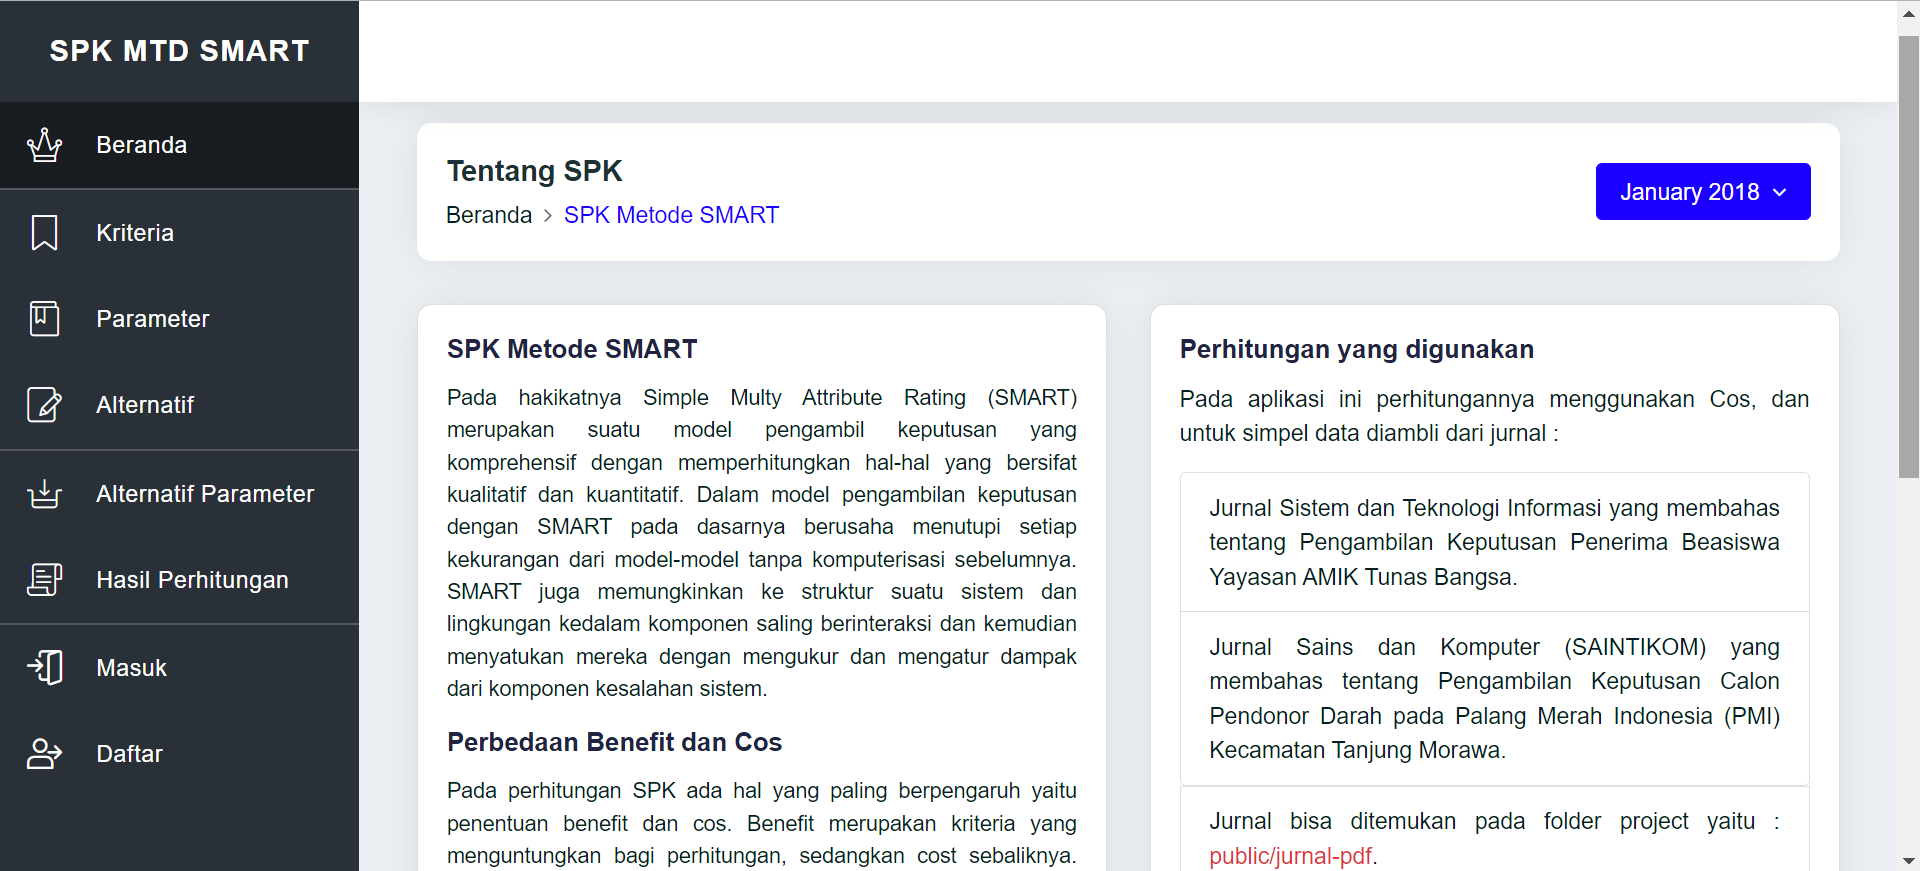 SPK MTD SMART
Beranda
Kriteria
Parameter
Alternatif
Alternatif Parameter
Hasil Perhitungan
Masuk
Daftar
Tentang SPK
Beranda > SPK Metode SMART
January 2018
SPK Metode SMART
Pada hakikatnya Simple Multy Attribute Rating (SMART)
merupakan suatu model pengambil keputusan yang
komprehensif dengan memperhitungkan hal-hal yang bersifat
kualitatif dan kuantitatif. Dalam model pengambilan keputusan
dengan SMART pada dasarnya berusaha menutupi setiap
kekurangan dari model-model tanpa komputerisasi sebelumnya.
SMART juga memungkinkan ke struktur suatu sistem dan
lingkungan kedalam komponen saling berinteraksi dan kemudian
menyatukan mereka dengan mengukur dan mengatur dampak
dari komponen kesalahan sistem.
Perbedaan Benefit dan Cos
Pada perhitungan SPK ada hal yang paling berpengaruh yaitu
penentuan benefit dan cos. Benefit merupakan kriteria yang
menguntungkan bagi perhitungan, sedangkan cost sebaliknya.
Perhitungan yang digunakan
Pada aplikasi ini perhitungannya menggunakan Cos, dan
untuk simpel data diambli dari jurnal :
Jurnal Sistem dan Teknologi Informasi yang membahas
tentang Pengambilan Keputusan Penerima Beasiswa
Yayasan AMIK Tunas Bangsa.
Jurnal Sains dan Komputer (SAINTIKOM) yang
membahas tentang Pengambilan Keputusan Calon
Pendonor Darah pada Palang Merah Indonesia (PMI)
Kecamatan Tanjung Morawa.
Jurnal bisa ditemukan pada folder project yaitu :
public/jurnal-pdf.